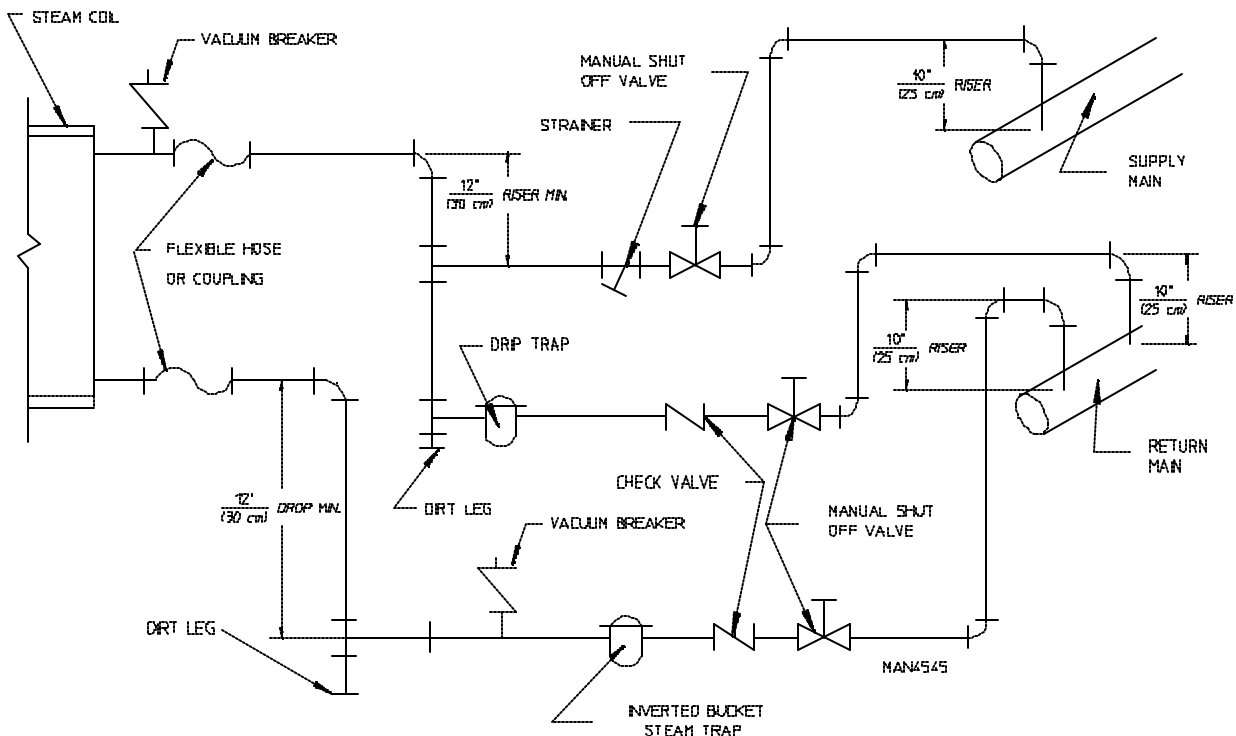 STEAM COIL
VACUUM BREAKER
MANUAL SHUT
OFF VALVE
10"
(25 cm) RISER
STRAINER
SUPPLY
MAIN
12"
(30 cm) RISER MIN.
FLEXIBLE HOSE
OR COUPLING
10"
(25 cm) RISER
DRIP TRAP
10"
(25 cm) RISER
RETURN
MAIN
CHECK VALVE
12"
(30 cm) DROP MIN.
DIRT LEG
MANUAL SHUT
OFF VALVE
VACUUM BREAKER
DIRT LEG
MAN4545
INVERTED BUCKET
STEAM TRAP